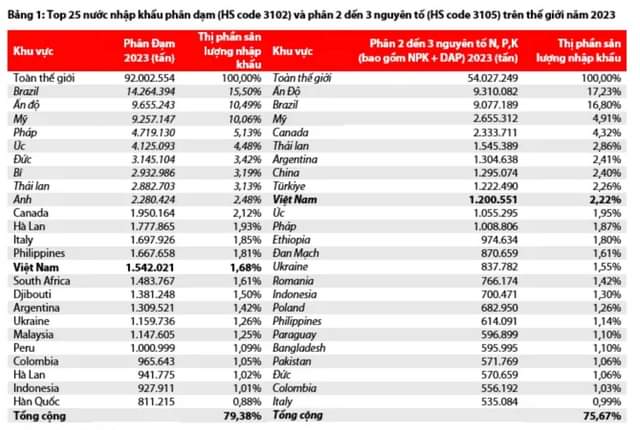 Bảng 1: Top 25 nước nhập khẩu phân đạm (HS code 3102) và phân 2 đến 3 nguyên tố (HS code 3105) trên thế giới năm 2023
Khu vực Phân Đạm 2023 (tấn) Thị phần sản lượng nhập khẩu Khu vực Phân 2 đến 3 nguyên tố N, P,K (bao gồm NPK + DAP) 2023 (tấn) Thị phần sản lượng nhập khẩu
Toàn thế giới 92.002.554 100,00% Toàn thế giới 54.027.249 100,00%
Brazil 14.264.394 15,50% Ấn Độ 9.310.082 17,23%
Ấn độ 9.655.243 10,49% Brazil 9.077.189 16,80%
Mỹ 9.257.147 10,06% Mỹ 2.655.312 4,91%
Pháp 4.719.130 5,13% Canada 2.333.711 4,32%
Úc 4.125.093 4,48% Thái lan 1.545.389 2,86%
Đức 3.145.104 3,42% Argentina 1.304.638 2,41%
Bỉ 2.932.986 3,19% China 1.295.074 2,40%
Thái lan 2.882.703 3,13% Türkiye 1.222.490 2,26%
Anh 2.280.424 2,48% Việt Nam 1.200.551 2,22%
Canada 1.950.164 2,12% Úc 1.055.295 1,95%
Hà Lan 1.777.865 1,93% Pháp 1.008.806 1,87%
Italy 1.697.926 1,85% Ethiopia 974.634 1,80%
Philippines 1.667.658 1,81% Đan Mạch 870.659 1,61%
Việt Nam 1.542.021 1,68% Ukraine 837.782 1,55%
South Africa 1.483.767 1,61% Romania 766.174 1,42%
Djibouti 1.381.248 1,50% Indonesia 700.471 1,30%
Argentina 1.309.521 1,42% Poland 682.950 1,26%
Ukraine 1.159.736 1,26% Philippines 614.091 1,14%
Malaysia 1.147.605 1,25% Paraguay 596.899 1,10%
Peru 1.000.999 1,09% Bangladesh 595.995 1,10%
Colombia 965.643 1,05% Pakistan 571.769 1,06%
Hà Lan 941.775 1,02% Đức 570.659 1,06%
Indonesia 927.911 1,01% Colombia 556.192 1,03%
Hàn Quốc 811.215 0,88% Italy 535.084 0,99%
Tổng cộng 79,38% Tổng cộng 75,67%